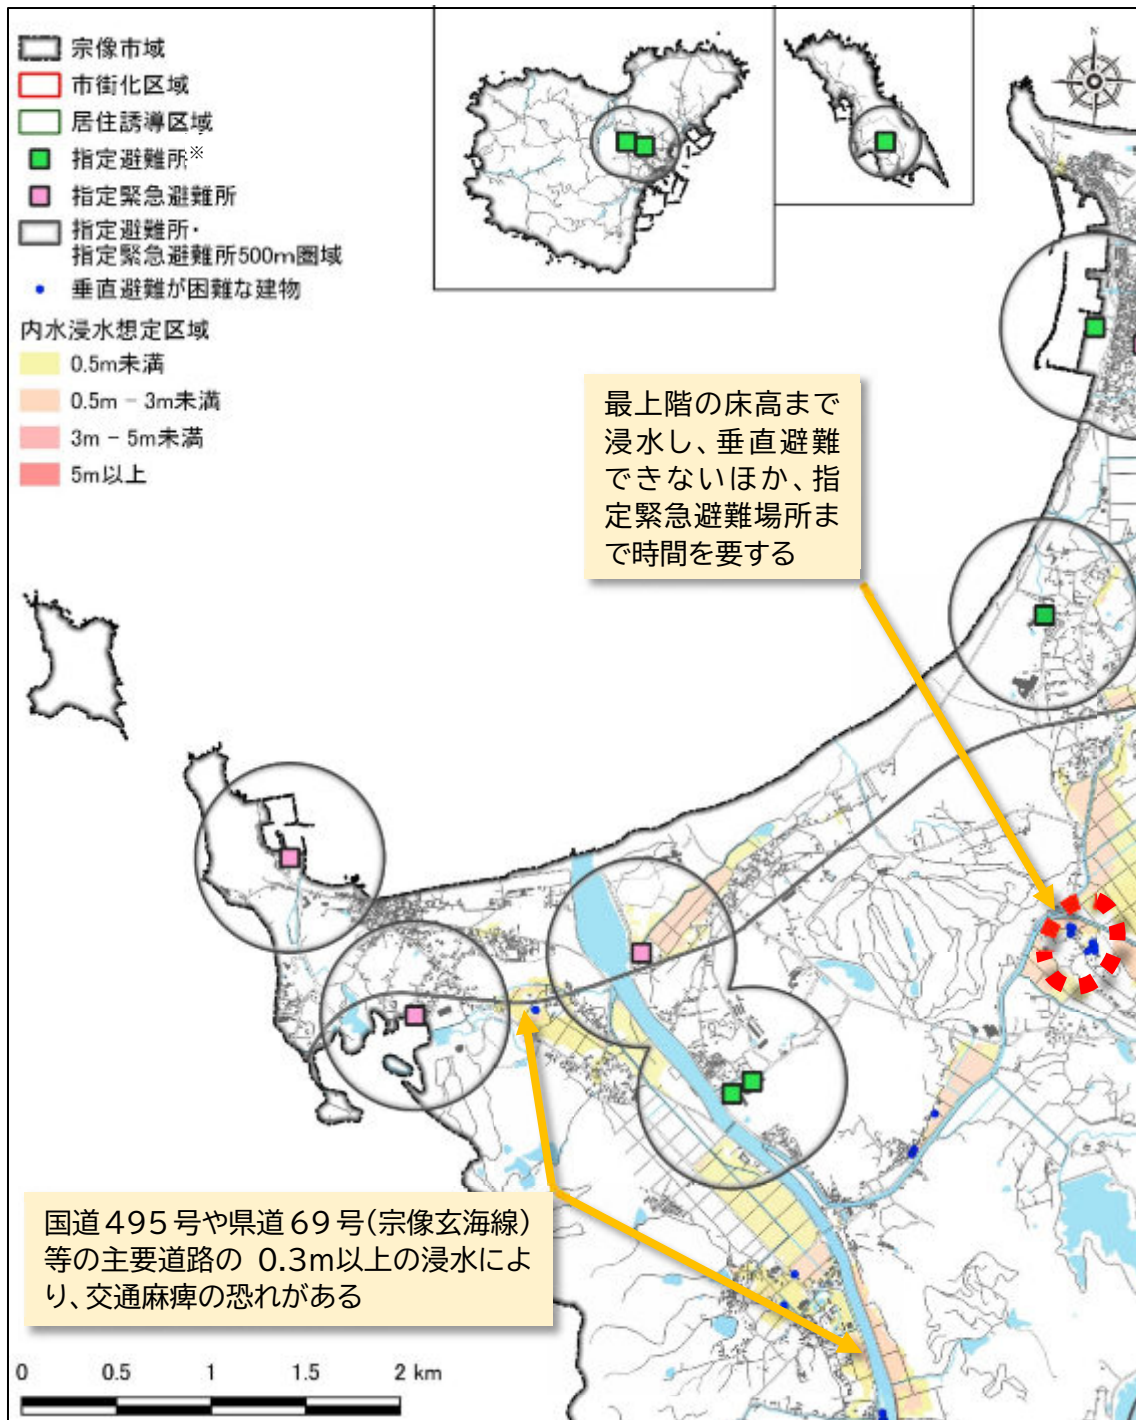 宗像市域
市街化区域
居住誘導区域
指定避難所※
指定緊急避難所
指定避難所・
指定緊急避難所500m圏域
垂直避難が困難な建物
内水浸水想定区域
0.5m未満
0.5m − 3m未満
3m − 5m未満
5m以上
N
最上階の床高まで
浸水し、垂直避難
できないほか、指
定緊急避難場所ま
で時間を要する
国道495号や県道69号(宗像玄海線)
等の主要道路の 0.3m以上の浸水によ
り、交通麻痺の恐れがある
0 0.5 1 1.5 2 km